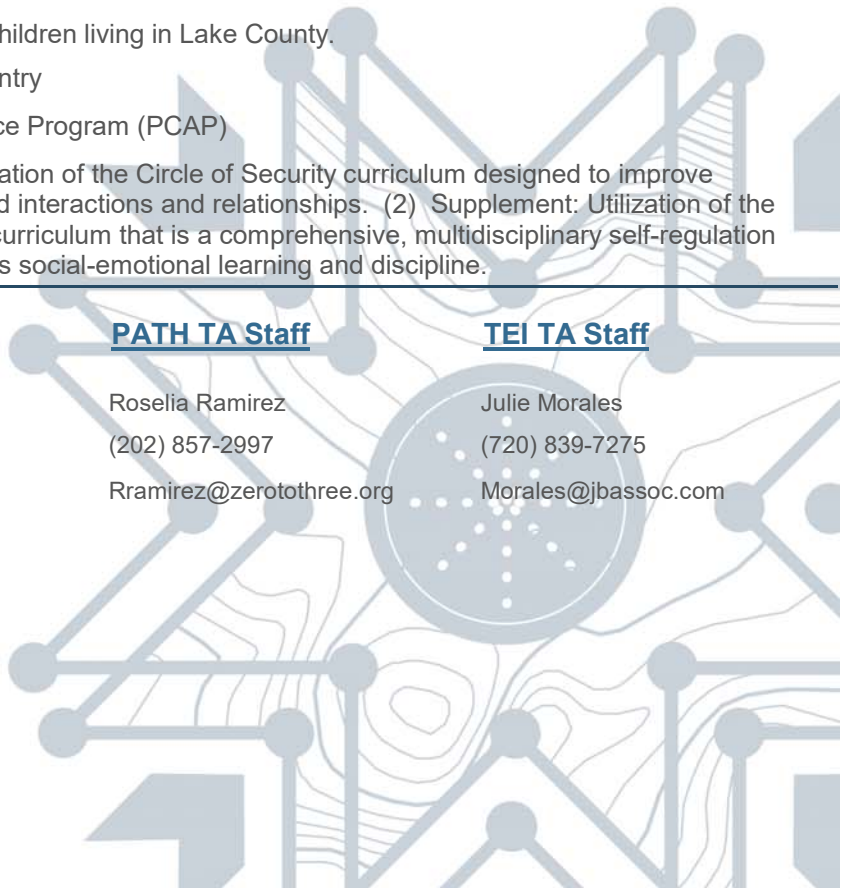 hildren living in Lake County.
ntry
ce Program (PCAP)
ation of the Circle of Security curriculum designed to improve
d interactions and relationships. (2) Supplement: Utilization of the
curriculum that is a comprehensive, multidisciplinary self-regulation
s social-emotional learning and discipline.
PATH TA Staff
Roselia Ramirez
(202) 857-2997
Rramirez@zerotothree.org
TEI TA Staff
Julie Morales
(720) 839-7275
Morales@jbassoc.com